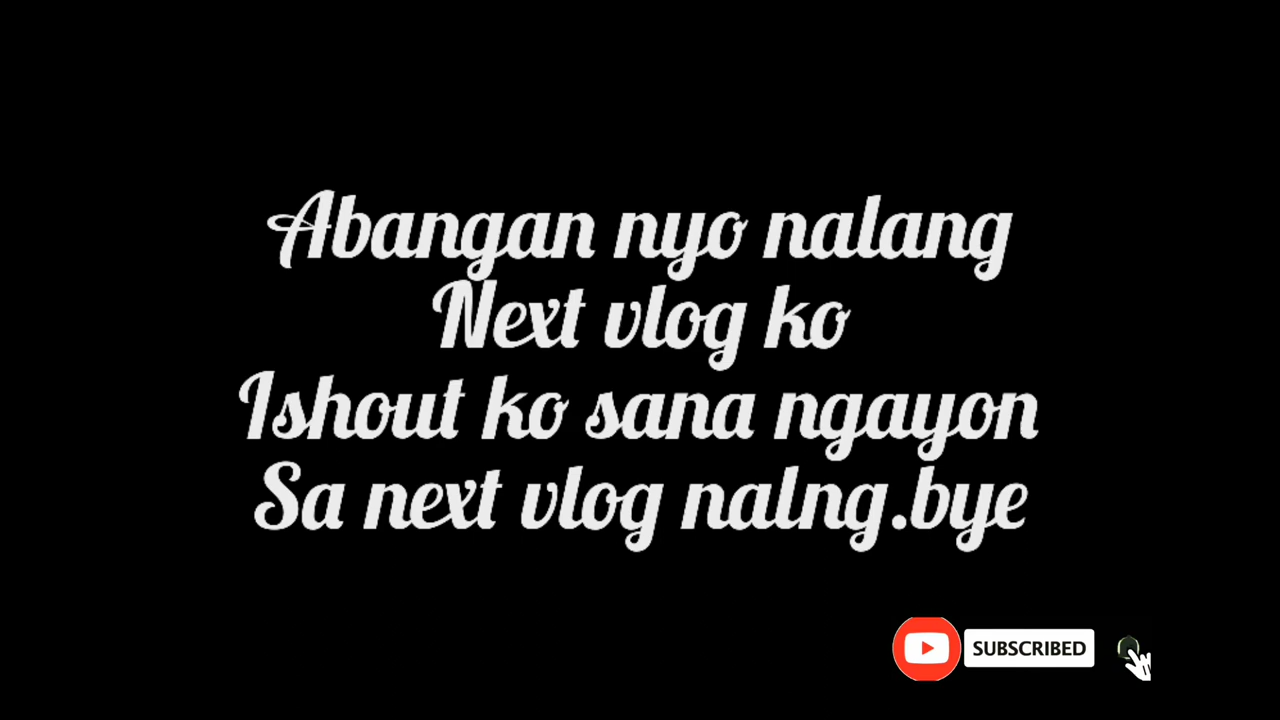 Abangan nyo nalang
Next vlog ko
Ishout ko sana ngayon
Sa next vlog nalng.bye
SUBSCRIBED